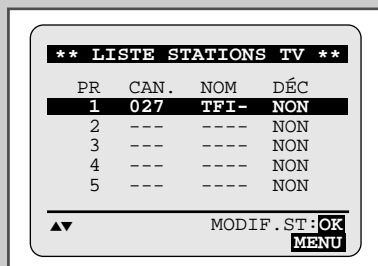 ** LISTE STATIONS TV **
PR CAN. NOM DÉC
1 027 TFI- NON
2 --- ---- NON
3 --- ---- NON
4 --- ---- NON
5 --- ---- NON
▲▼ MODIF.ST:OK
MENU